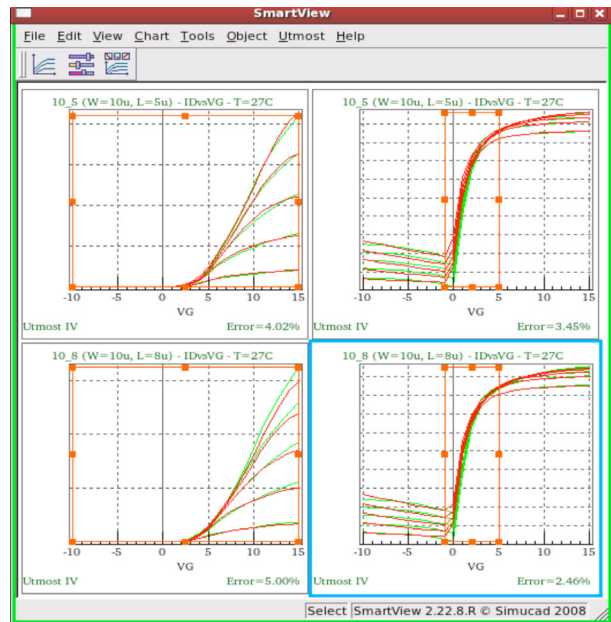 SmartView
File Edit View Chart Tools Object Utmost Help
10_5 (W=10u, L=5u) - IDvsVG - T=27C
-10 -5 0 5 10 15
VG
Utmost IV Error=4.02%
10_5 (W=10u, L=5u) - IDvsVG - T=27C
-10 -5 0 5 10 15
VG
Utmost IV Error=3.45%
10_8 (W=10u, L=8u) - IDvsVG - T=27C
-10 -5 0 5 10 15
VG
Utmost IV Error=5.00%
10_8 (W=10u, L=8u) - IDvsVG - T=27C
-10 -5 0 5 10 15
VG
Utmost IV Error=2.46%
Select SmartView 2.22.8.R © Simucad 2008